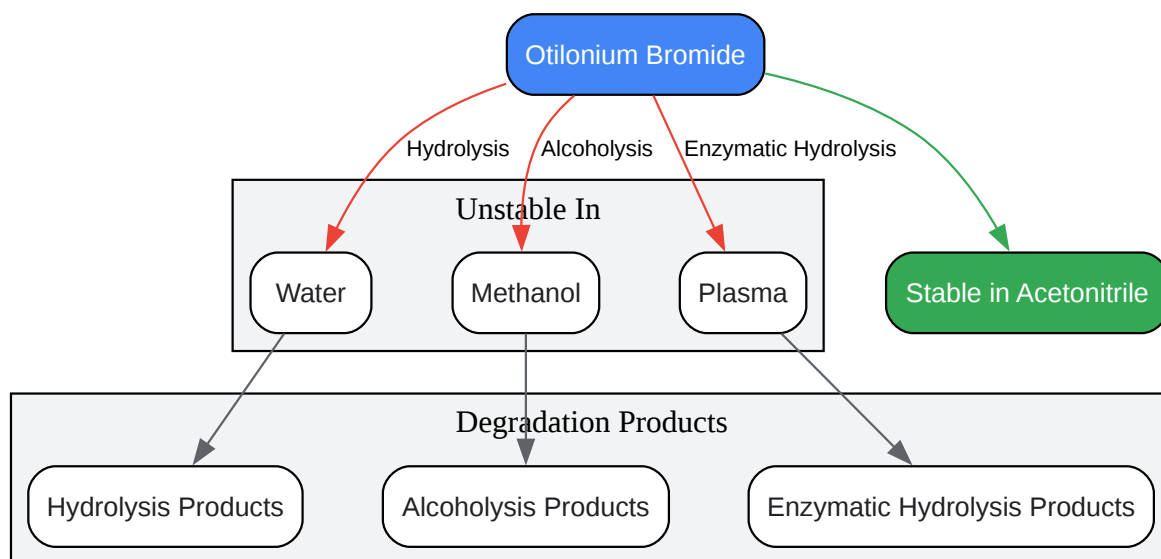 Otilonium Bromide
Hydrolysis
Alcoholysis
Enzymatic Hydrolysis
Unstable In
Water
Methanol
Plasma
Stable in Acetonitrile
Degradation Products
Hydrolysis Products
Alcoholysis Products
Enzymatic Hydrolysis Products